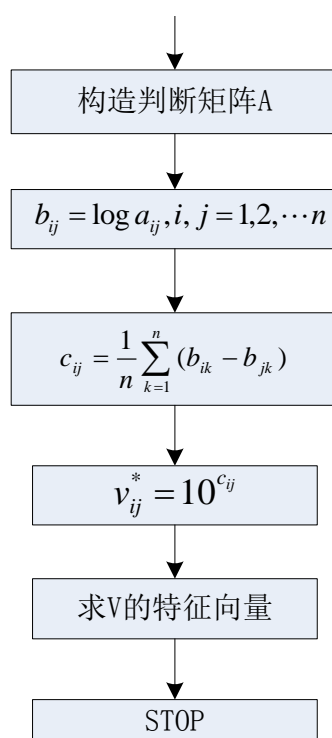 构造判断矩阵A
b_{ij} = log a_{ij}, i, j = 1,2,⋯n
c_{ij} = \frac{1}{n} \sum_{k=1}^{n} (b_{ik} − b_{jk})
v_{ij}^{*} = 10^{c_{ij}}
求V的特征向量
STOP